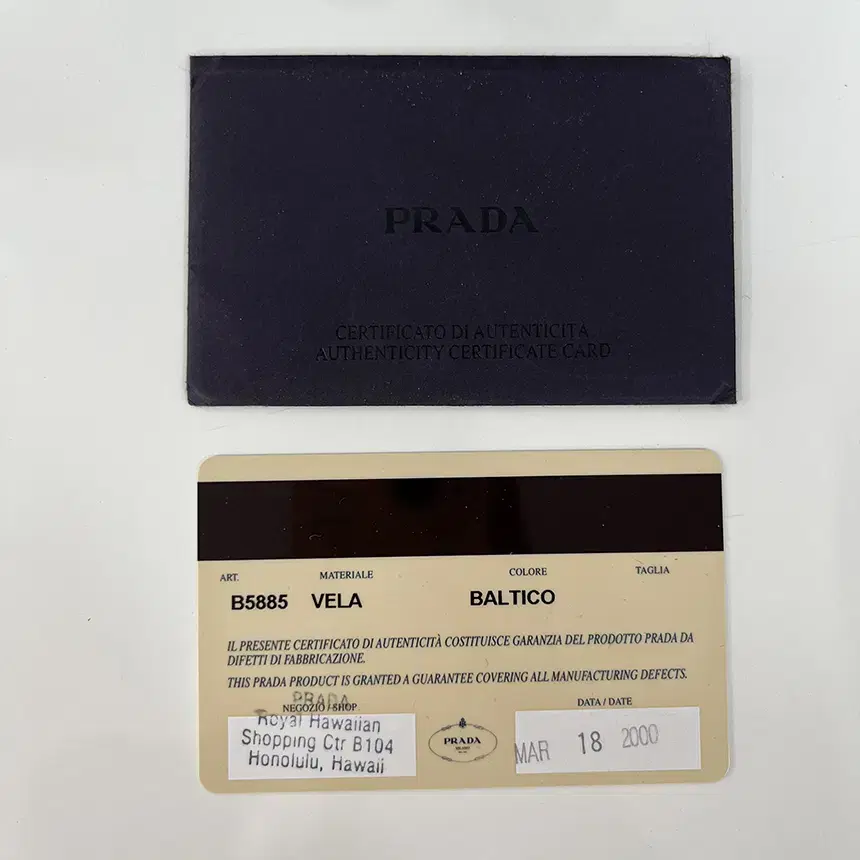 PRADA
CERTIFICATO DI AUTENTICITÀ
AUTHENTICITY CERTIFICATE CARD
ART. MATERIALE COLORE TAGLIA
B5885 VELA BALTICO
IL PRESENTE CERTIFICATO DI AUTENTICITÀ COSTITUISCE GARANZIA DEL PRODOTTO PRADA DA
DIFETTI DI FABBRICAZIONE.
THIS PRADA PRODUCT IS GRANTED A GUARANTEE COVERING ALL MANUFACTURING DEFECTS.
PRADA
NEGOZIO / SHOP
Royal Hawaiian
Shopping Ctr B104
Honolulu, Hawaii
PRADA
MILANO
DATA / DATE
MAR 18 2000